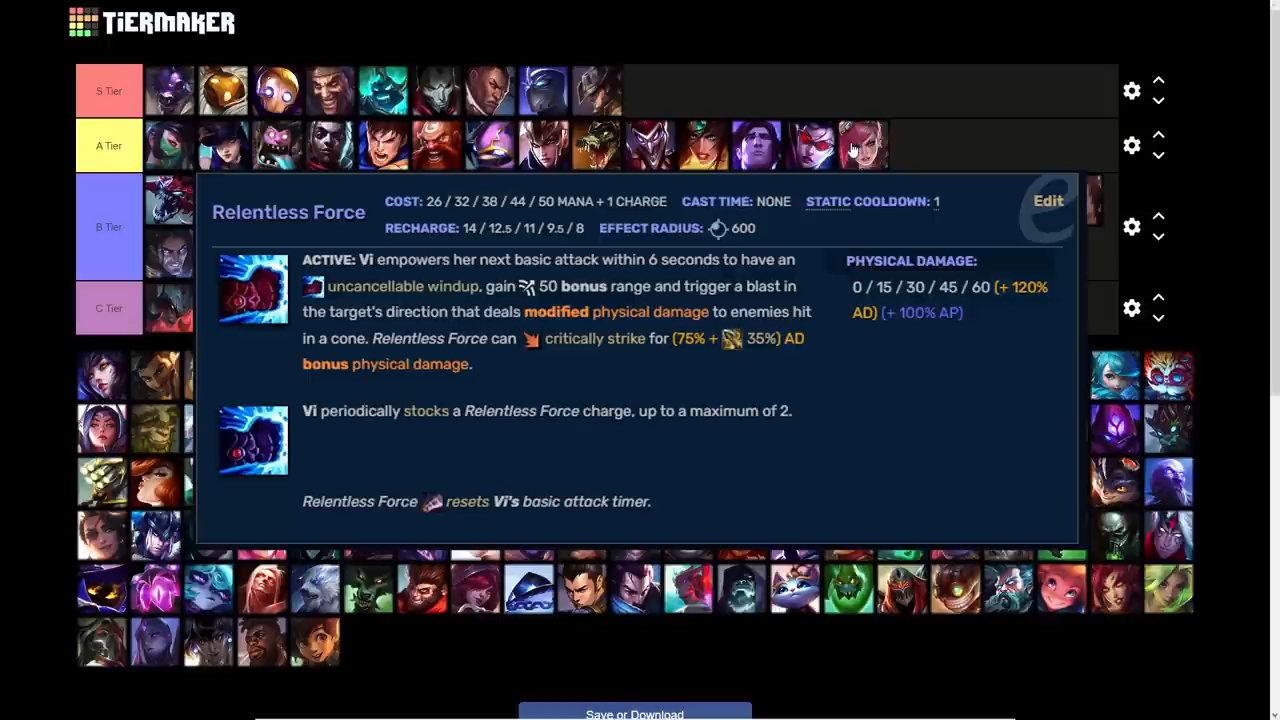 TiERMAKER
S Tier
A Tier
B Tier
C Tier
Relentless Force
COST: 26 / 32 / 38 / 44 / 50 MANA + 1 CHARGE CAST TIME: NONE STATIC COOLDOWN: 1
RECHARGE: 14 / 12.5 / 11 / 9.5 / 8 EFFECT RADIUS: 600
e
Edit
ACTIVE: Vi empowers her next basic attack within 6 seconds to have an
uncancellable windup, gain 50 bonus range and trigger a blast in
the target's direction that deals modified physical damage to enemies hit
in a cone. Relentless Force can critically strike for (75% + 35%) AD
bonus physical damage.
PHYSICAL DAMAGE:
0 / 15 / 30 / 45 / 60 (+ 120%
AD) (+ 100% AP)
Vi periodically stocks a Relentless Force charge, up to a maximum of 2.
Relentless Force resets Vi's basic attack timer.
Save or Download